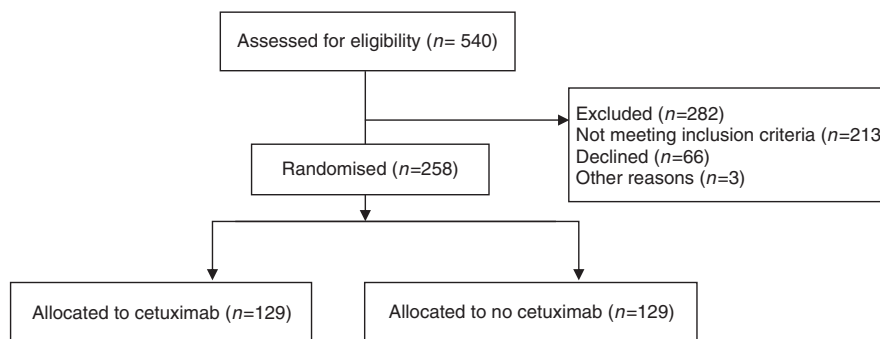 Assessed for eligibility (n= 540)
Excluded (n=282)
Not meeting inclusion criteria (n=213
Declined (n=66)
Other reasons (n=3)
Randomised (n=258)
Allocated to cetuximab (n=129)
Allocated to no cetuximab (n=129)